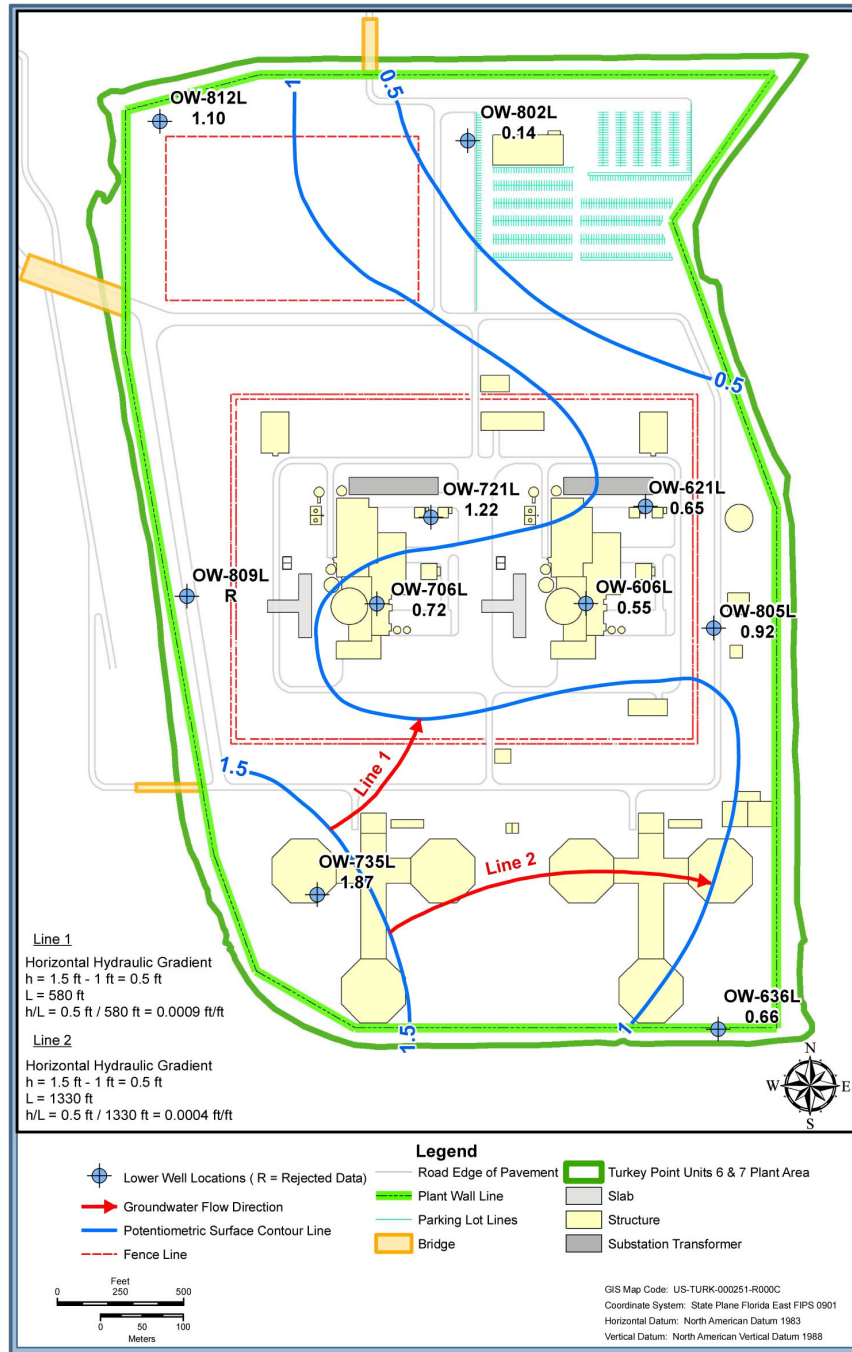 1
0.5
OW-812L
1.10
OW-802L
0.14
0.5
OW-721L
1.22
OW-621L
0.65
OW-809L
R
OW-706L
0.72
OW-606L
0.55
OW-805L
0.92
1.5
Line 1
OW-735L
1.87
Line 2
Line 1
Horizontal Hydraulic Gradient
h = 1.5 ft - 1 ft = 0.5 ft
L = 580 ft
h/L = 0.5 ft / 580 ft = 0.0009 ft/ft
Line 2
Horizontal Hydraulic Gradient
h = 1.5 ft - 1 ft = 0.5 ft
L = 1330 ft
h/L = 0.5 ft / 1330 ft = 0.0004 ft/ft
1.5
1
OW-636L
0.66
N
W
E
S
Legend
Lower Well Locations ( R = Rejected Data)
Groundwater Flow Direction
Potentiometric Surface Contour Line
Fence Line
Road Edge of Pavement
Plant Wall Line
Parking Lot Lines
Bridge
Turkey Point Units 6 & 7 Plant Area
Slab
Structure
Substation Transformer
Feet
0 250 500
0 50 100
Meters
GIS Map Code: US-TURK-000251-R000C
Coordinate System: State Plane Florida East FIPS 0901
Horizontal Datum: North American Datum 1983
Vertical Datum: North American Vertical Datum 1988